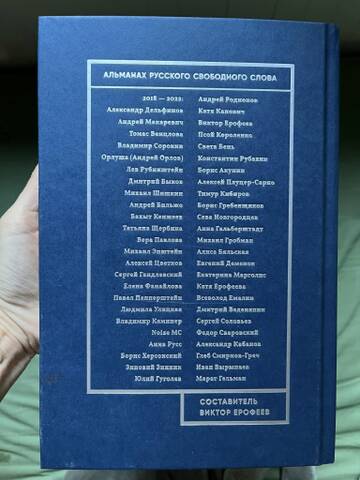 АЛЬМАНАХ РУССКОГО СВОБОДНОГО СЛОВА
2018 — 2022:
Александр Дельфинов
Андрей Макаревич
Томас Венцлова
Владимир Сорокин
Орлуша (Андрей Орлов)
Лев Рубинштейн
Дмитрий Быков
Михаил Шишкин
Андрей Бильжо
Бахыт Кенжеев
Татьяна Щербина
Вера Павлова
Михаил Эпштейн
Алексей Цветков
Сергей Гандлевский
Елена Фанайлова
Павел Пепперштейн
Людмила Улицкая
Владимир Каминер
Noize MC
Анна Русс
Борис Херсонский
Зиновий Зиник
Юлий Гуголев
Андрей Родионов
Катя Капович
Виктор Ерофеев
Псой Короленко
Света Бень
Константин Рубахин
Борис Акунин
Алексей Плуцер-Сарно
Тимур Кибиров
Борис Гребенщиков
Сева Новгородцев
Анна Гальберштадт
Михаил Гробман
Алиса Бяльская
Евгений Деменок
Екатерина Марголис
Катя Ерофеева
Всеволод Емелин
Дмитрий Веденяпин
Сергей Соловьев
Федор Сваровский
Александр Кабанов
Глеб Смирнов-Греч
Иван Вырыпаев
Марат Гельман
СОСТАВИТЕЛЬ
ВИКТОР ЕРОФЕЕВ